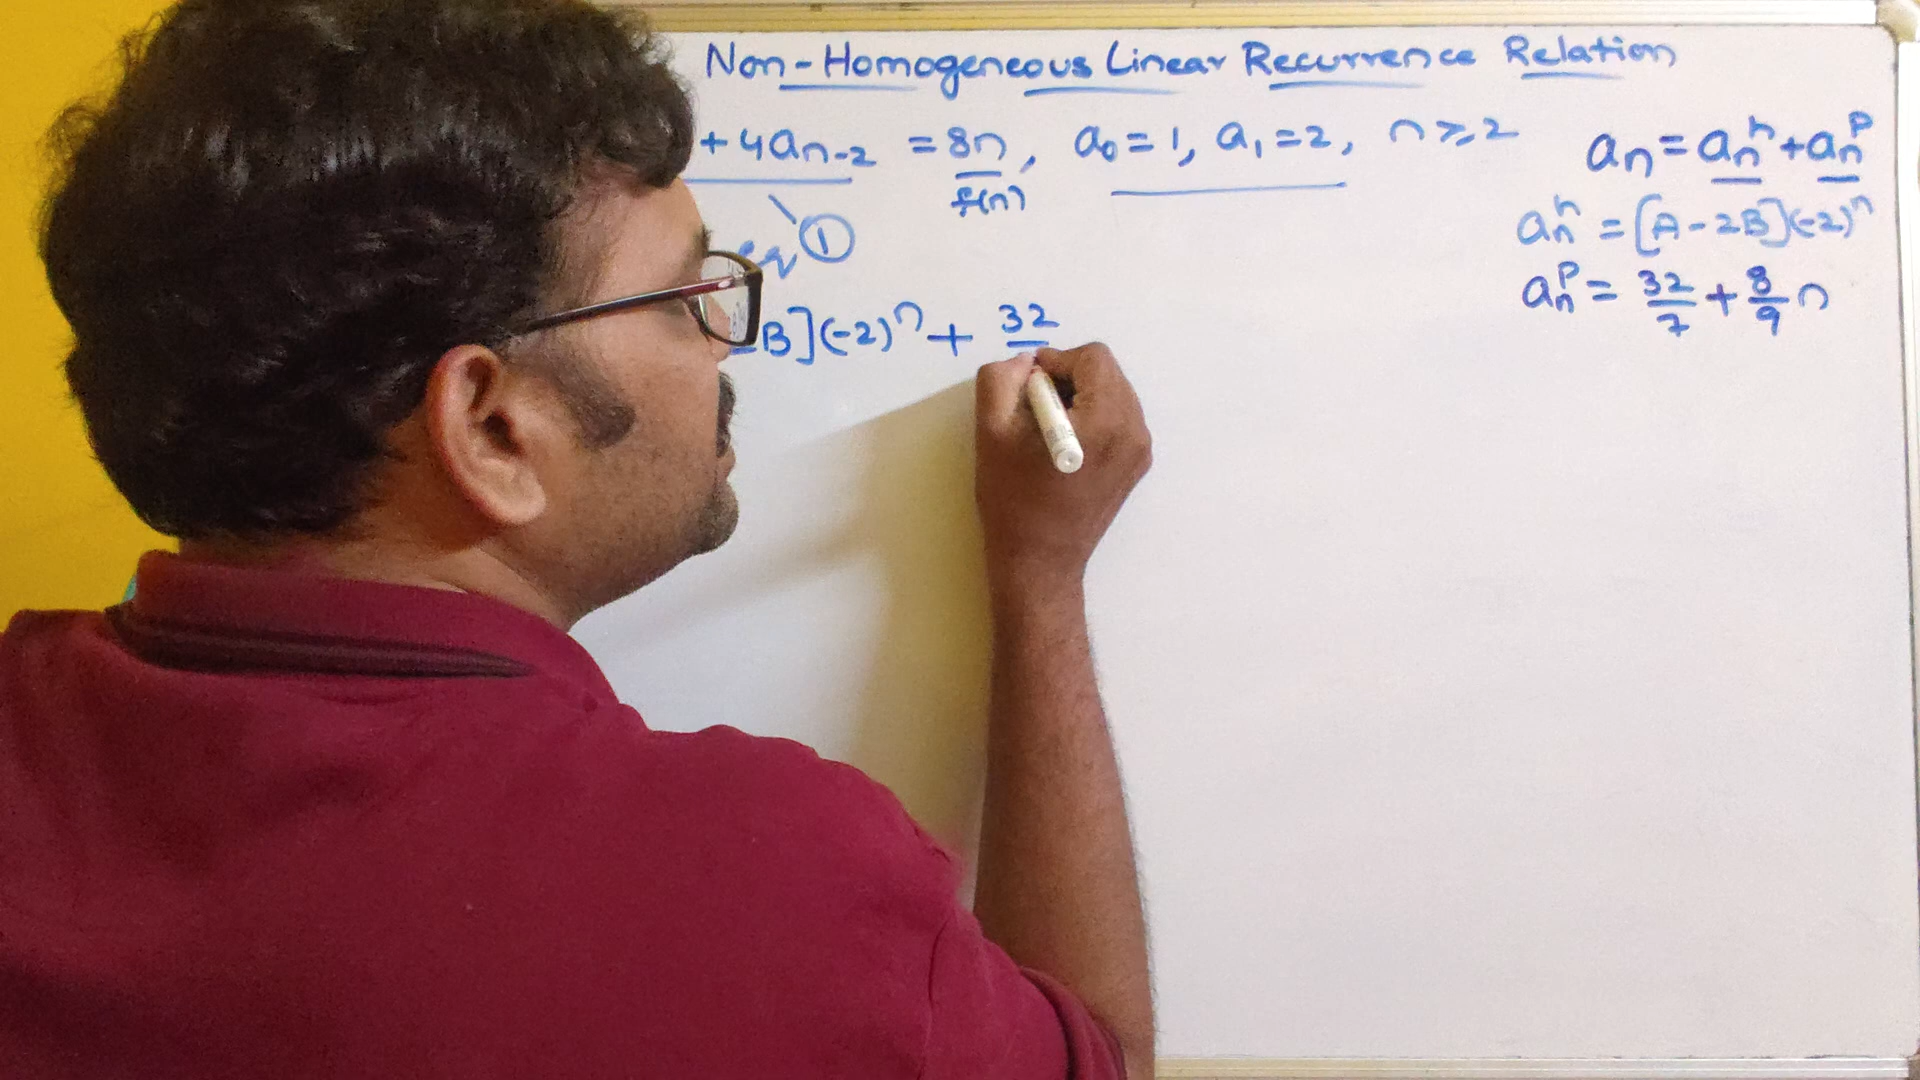 Non-Homogeneous Linear Recurrence Relation
+ 4aₙ₋₂ = 8n, a₀ = 1, a₁ = 2, n ≥ 2
f(n)
eq ①
B](-2)ⁿ + 32
aₙ = aₙʰ + aₙᵖ
aₙʰ = [A - 2B](-2)ⁿ
aₙᵖ = 32/7 + 8/9 n